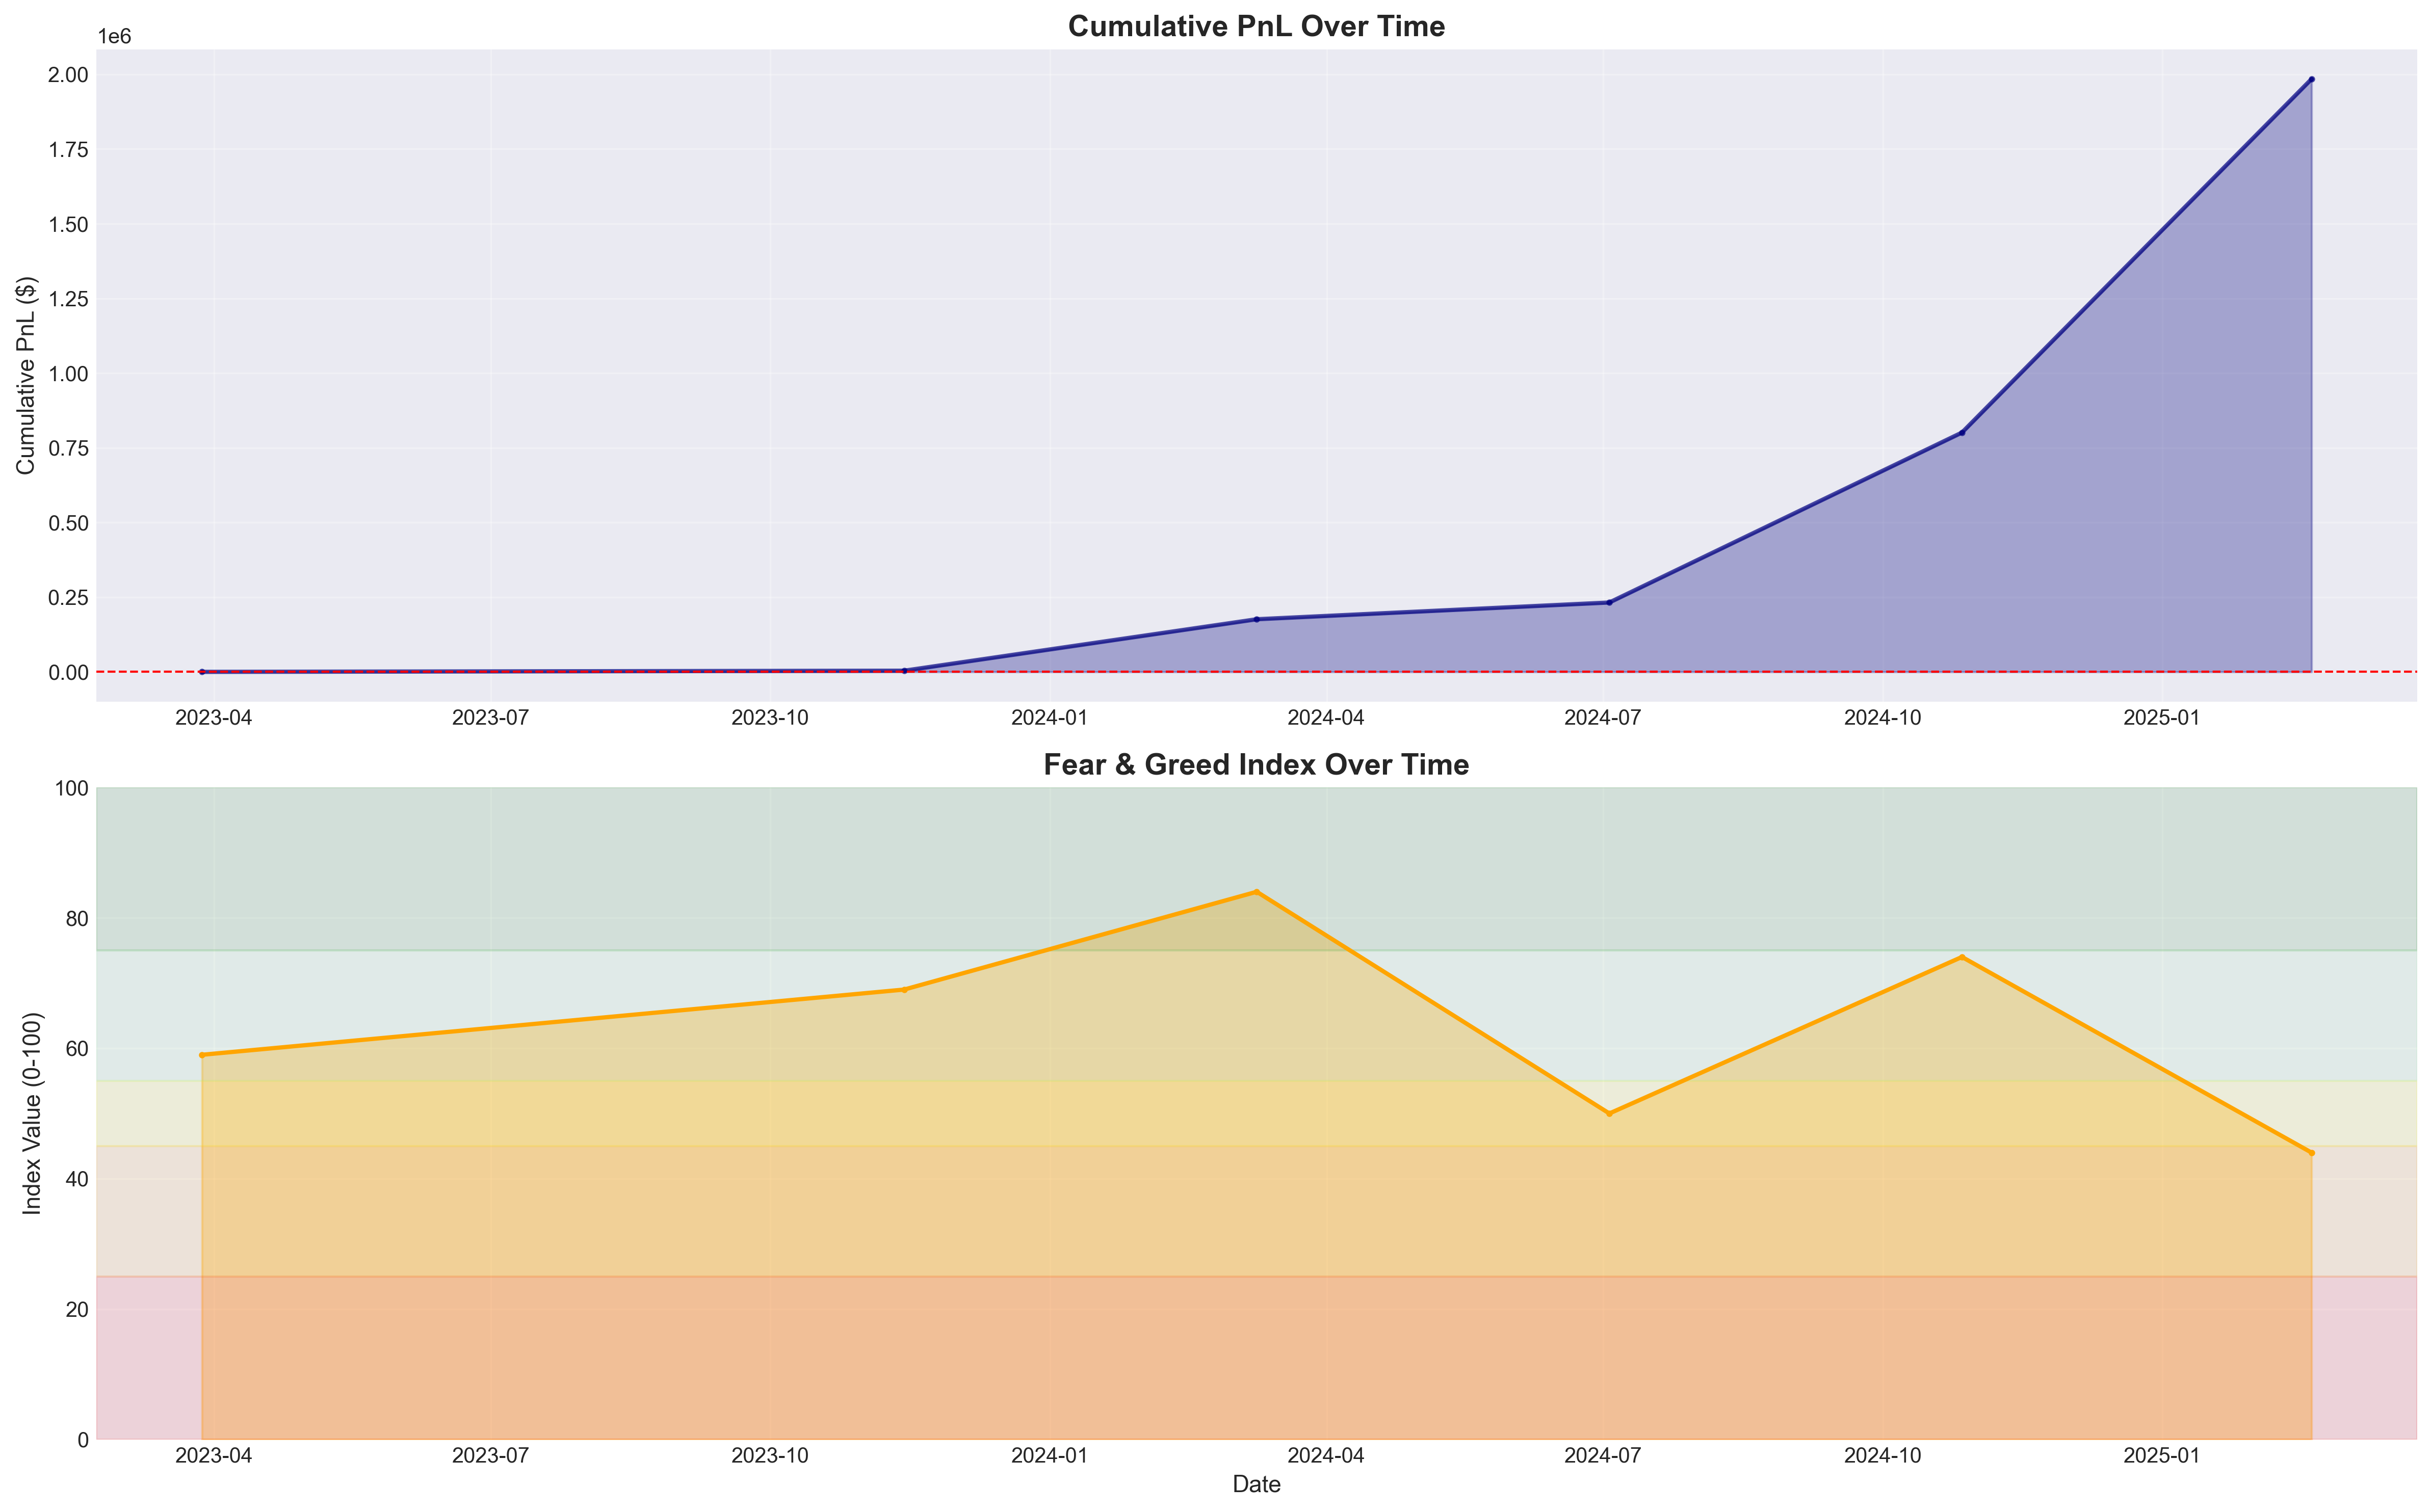 Cumulative PnL Over Time
1e6
2.00
1.75
1.50
1.25
1.00
0.75
0.50
0.25
0.00
Cumulative PnL ($)
2023-04 2023-07 2023-10 2024-01 2024-04 2024-07 2024-10 2025-01
Fear & Greed Index Over Time
100
80
60
40
20
0
Index Value (0-100)
2023-04 2023-07 2023-10 2024-01 2024-04 2024-07 2024-10 2025-01
Date